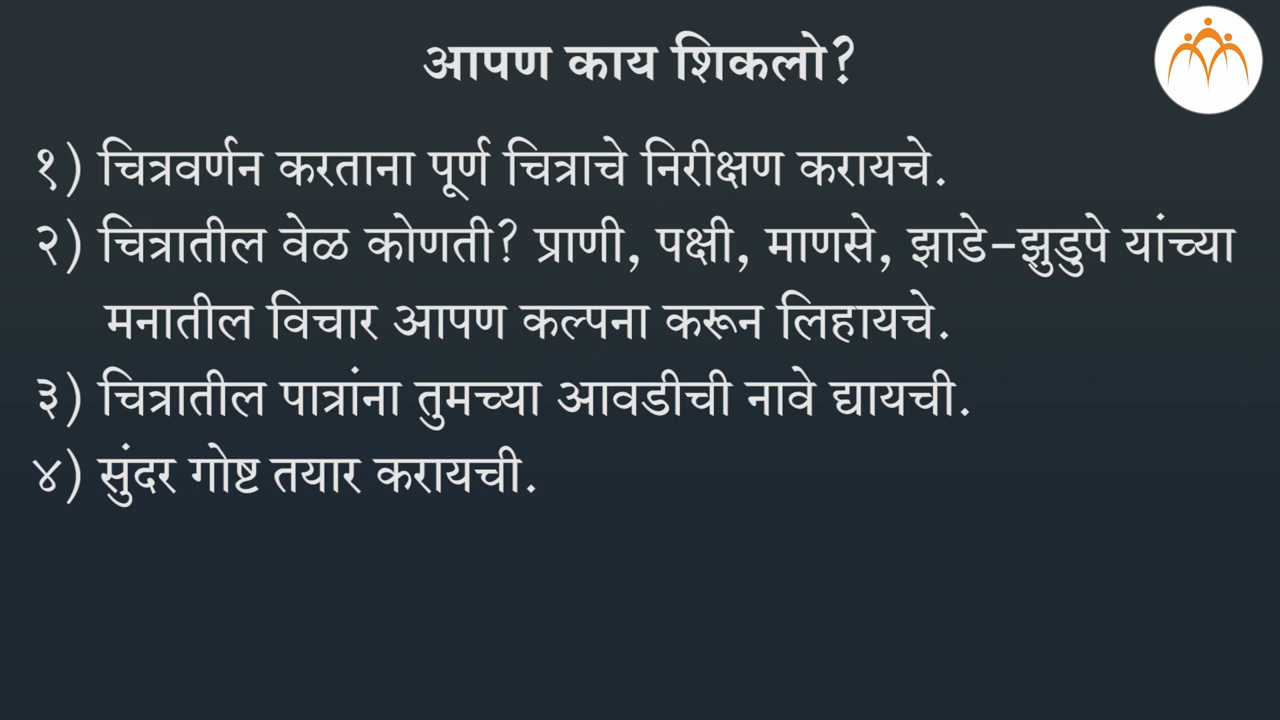 आपण काय शिकलो?
१) चित्रवर्णन करताना पूर्ण चित्राचे निरीक्षण करायचे.
२) चित्रातील वेळ कोणती? प्राणी, पक्षी, माणसे, झाडे-झुडुपे यांच्या
मनातील विचार आपण कल्पना करून लिहायचे.
३) चित्रातील पात्रांना तुमच्या आवडीची नावे द्यायची.
४) सुंदर गोष्ट तयार करायची.